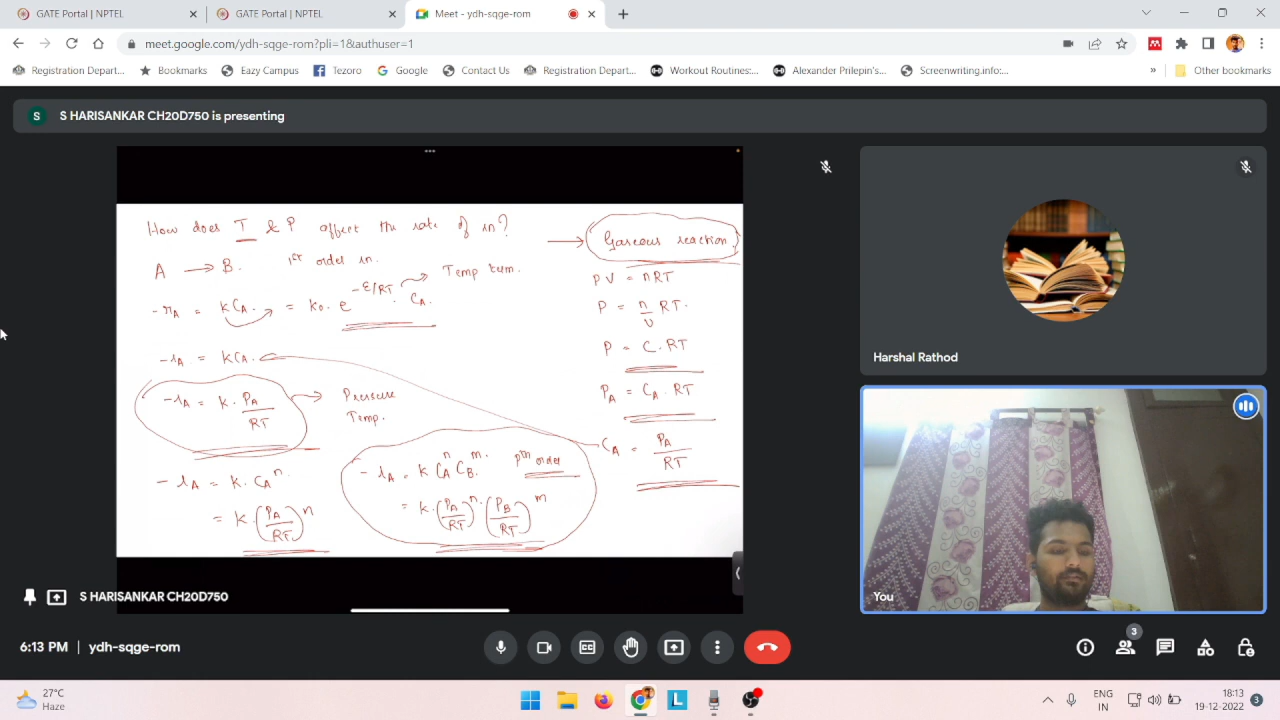 GATE Portal | NPTEL
GATE Portal | NPTEL
Meet - ydh-sqge-rom
meet.google.com/ydh-sqge-rom?pli=1&authuser=1
Registration Depart...
Bookmarks
Eazy Campus
Tezoro
Google
Contact Us
Registration Depart...
Workout Routines:...
Alexander Prilepin's...
Screenwriting.info:...
»
Other bookmarks
S
S HARISANKAR CH20D750 is presenting
How does T & P affect the rate of rxn?
A → B. 1st order rxn.
-rA = kCA. = k0. e^-E/RT . CA. → Temp term.
-rA = kCA.
-rA = k. PA/RT → Pressure
Temp.
-rA = k. CA^n.
= k. (PA/RT)^n
-rA = k CA^n CB^m. pth order
= k. (PA/RT)^n. (PB/RT)^m
→ Gaseous reaction.
PV = nRT
P = n/V RT.
P = C. RT
PA = CA. RT
CA = PA/RT
Harshal Rathod
You
S HARISANKAR CH20D750
6:13 PM | ydh-sqge-rom
CC
3
27°C
Haze
L
ENG
IN
18:13
19-12-2022
3